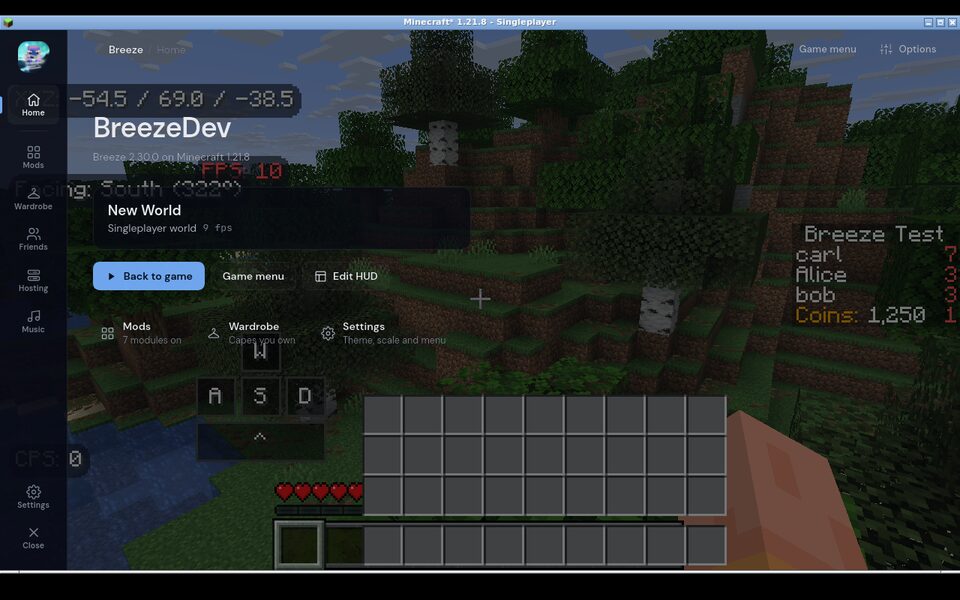 Minecraft* 1.21.8 - Singleplayer
Breeze / Home
Game menu
Options
-54.5 / 69.0 / -38.5
Home
BreezeDev
Breeze 2.30.0 on Minecraft 1.21.8
FPS: 10
Mods
Facing: South (322°)
Wardrobe
New World
Singleplayer world 9 fps
Friends
Breeze Test
carl 7
Alice 3
bob 3
Coins: 1,250 1
Back to game
Game menu
Edit HUD
Hosting
Music
Mods
7 modules on
Wardrobe
Capes you own
Settings
Theme, scale and menu
W
A S D
^
CPS: 0
Settings
Close